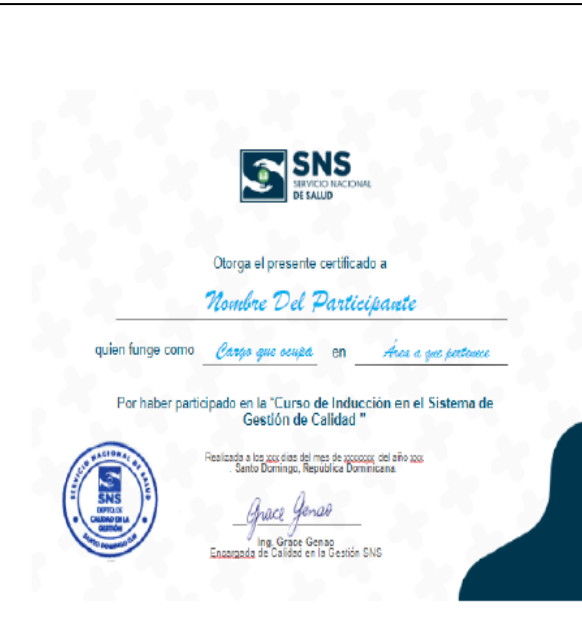 SNS
SERVICIO NACIONAL
DE SALUD
Otorga el presente certificado a
Nombre Del Participante
quien funge como Cargo que ocupa en Área a que pertenece
Por haber participado en la "Curso de Inducción en el Sistema de
Gestión de Calidad "
Realizada a los xxx días del mes de xxxxxxx, del año xxx
. Santo Domingo, República Dominicana.
SERVICIO NACIONAL DE SALUD
SNS
DEPTO. DE
CALIDAD EN LA
GESTIÓN
SANTO DOMINGO
Grace Genao
Ing. Grace Genao
Encargada de Calidad en la Gestión SNS